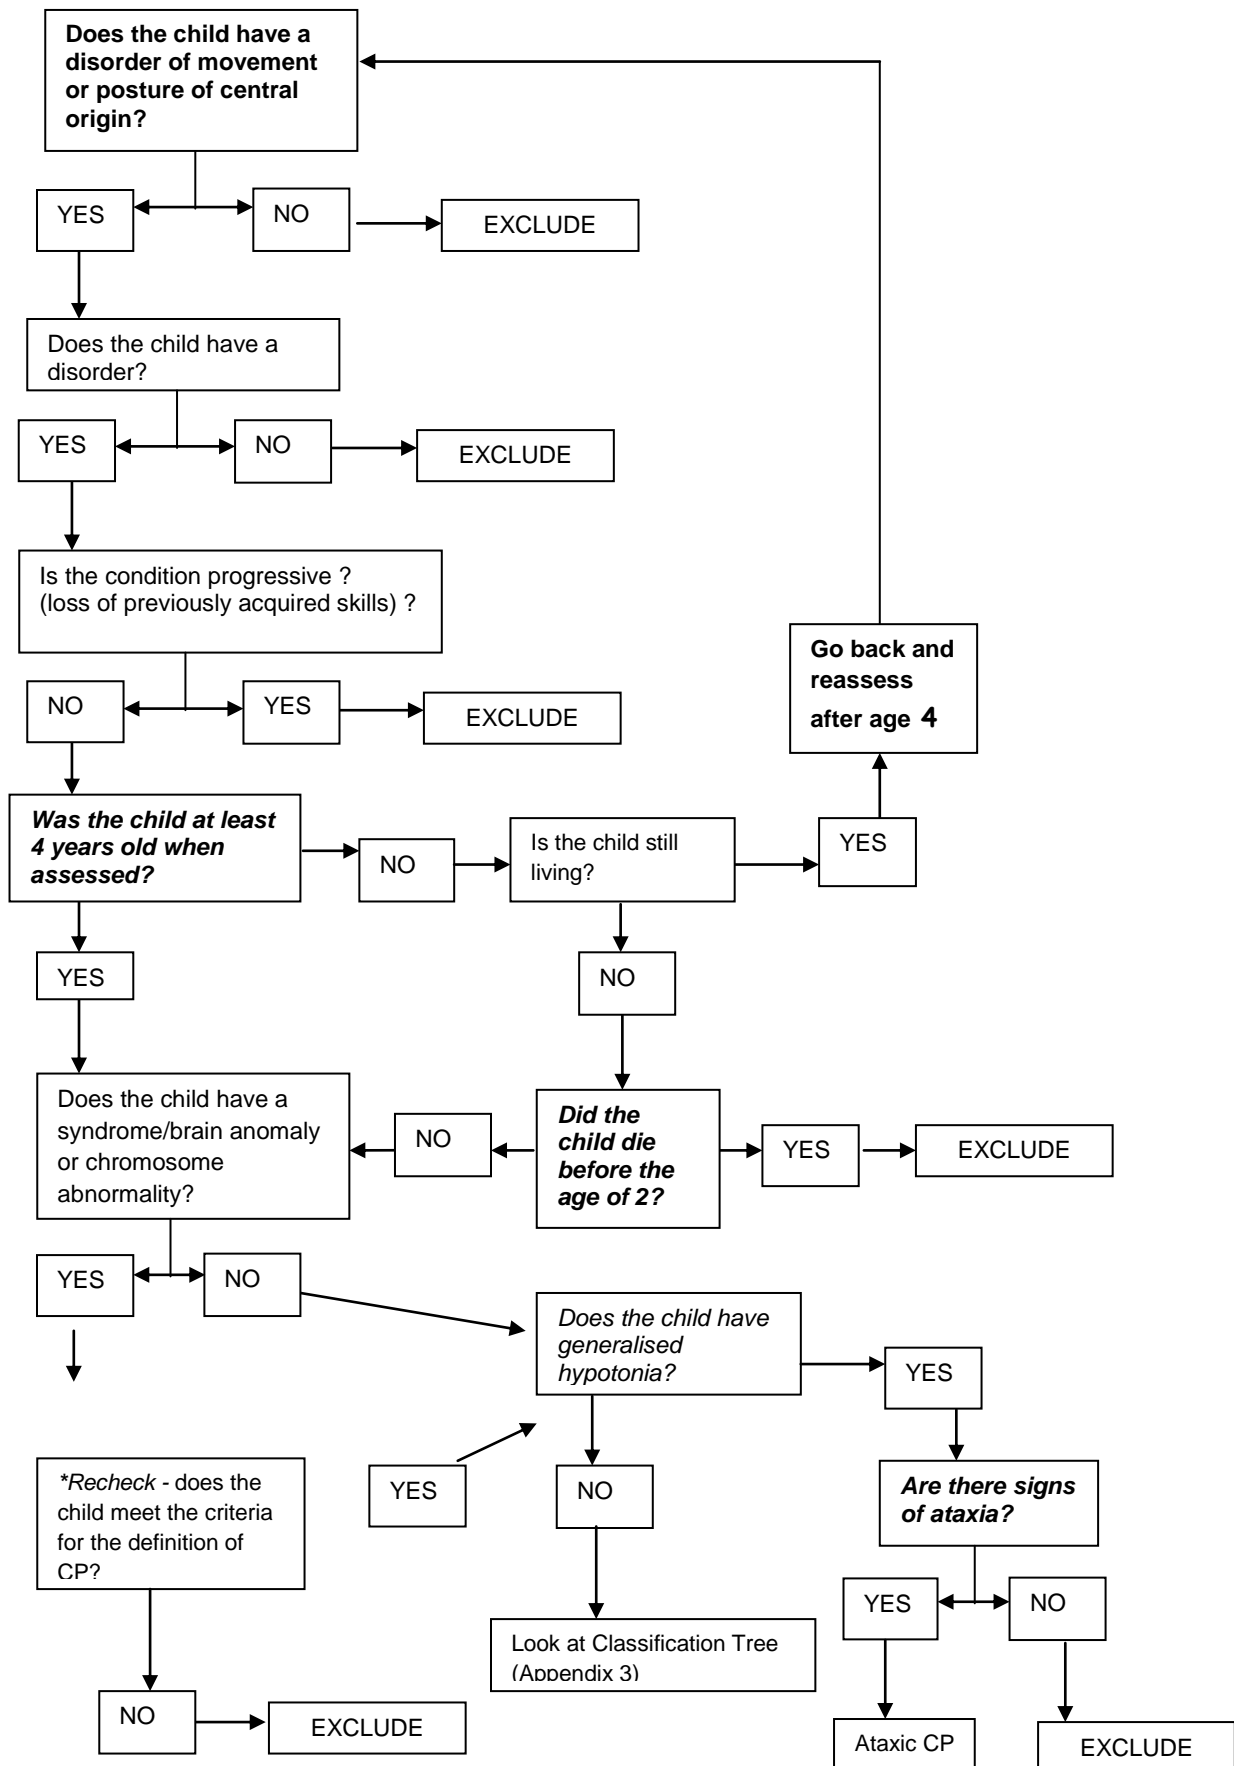 Does the child have a
disorder of movement
or posture of central
origin?
YES
NO
EXCLUDE
Does the child have a
disorder?
YES
NO
EXCLUDE
Is the condition progressive ?
(loss of previously acquired skills) ?
Go back and
reassess
after age 4
NO
YES
EXCLUDE
Was the child at least
4 years old when
assessed?
NO
Is the child still
living?
YES
YES
NO
Does the child have a
syndrome/brain anomaly
or chromosome
abnormality?
NO
Did the
child die
before the
age of 2?
YES
EXCLUDE
YES
NO
Does the child have
generalised
hypotonia?
YES
*Recheck - does the
child meet the criteria
for the definition of
CP?
YES
NO
Are there signs
of ataxia?
YES
NO
Look at Classification Tree
(Appendix 3)
NO
EXCLUDE
Ataxic CP
EXCLUDE